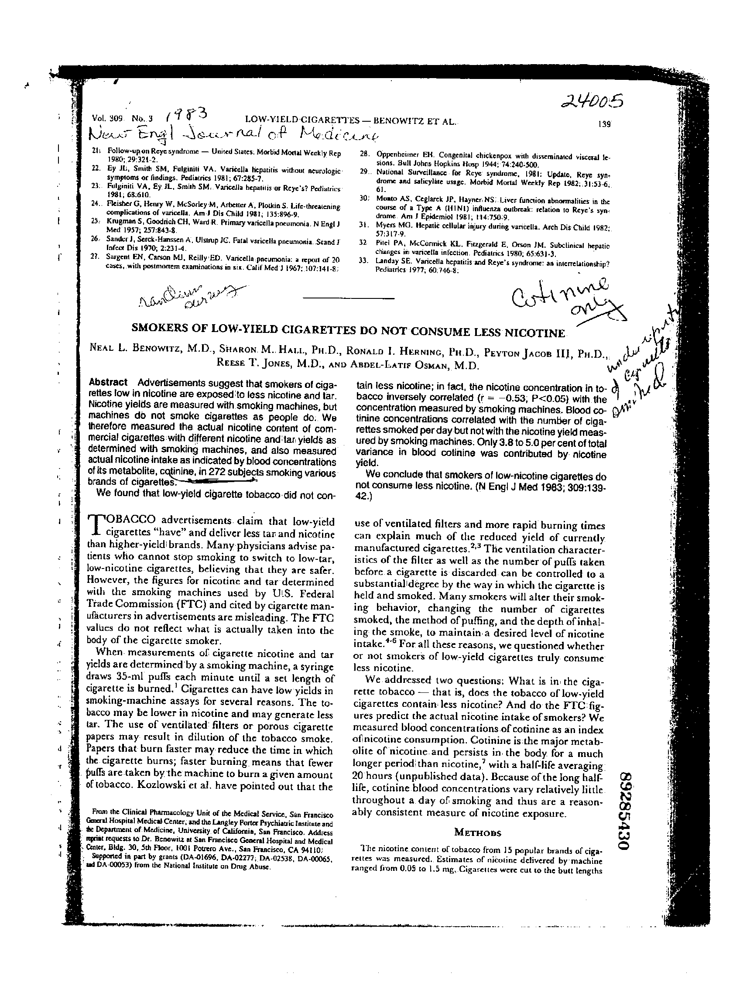 24005
Vol. 309 No. 3 1983 LOW-YIELD CIGARETTES — BENOWITZ ET AL. 139
New Engl Journal of Medicine
21. Follow-up on Reye syndrome — United States. Morbid Mortal Weekly Rep
1980; 29:321-2.
22. Ey JL, Smith SM, Fulginiti VA. Varicella hepatitis without neurologic
symptoms or findings. Pediatrics 1981; 67:285-7.
23. Fulginiti VA, Ey JL, Smith SM. Varicella hepatitis or Reye's? Pediatrics
1981; 68:610.
24. Fleisher G, Henry W, McSorley M, Arbeter A, Plotkin S. Life-threatening
complications of varicella. Am J Dis Child 1981; 135:896-9.
25. Krugman S, Goodrich CH, Ward R. Primary varicella pneumonia. N Engl J
Med 1957; 257:843-8.
26. Sander J, Serck-Hanssen A, Ulstrup JC. Fatal varicella pneumonia. Scand J
Infect Dis 1970; 2:231-4.
27. Sargent EN, Carson MJ, Reilly ED. Varicella pneumonia: a report of 20
cases, with postmortem examinations in six. Calif Med J 1967; 107:141-8.
28. Oppenheimer EH. Congenital chickenpox with disseminated visceral le-
sions. Bull Johns Hopkins Hosp 1944; 74:240-500.
29. National Surveillance for Reye syndrome, 1981: Update, Reye syn-
drome and salicylate usage. Morbid Mortal Weekly Rep 1982; 31:53-6,
61.
30. Monto AS, Ceglarek JP, Hayner NS. Liver function abnormalities in the
course of a Type A (H1N1) influenza outbreak: relation to Reye's syn-
drome. Am J Epidemiol 1981; 114:750-9.
31. Myers MG. Hepatic cellular injury during varicella. Arch Dis Child 1982;
57:317-9.
32. Pitel PA, McCormick KL, Fitzgerald E, Orson JM. Subclinical hepatic
changes in varicella infection. Pediatrics 1980; 65:631-3.
33. Landay SE. Varicella hepatitis and Reye's syndrome: an interrelationship?
Pediatrics 1977; 60:746-8.
Cotinine
only
SMOKERS OF LOW-YIELD CIGARETTES DO NOT CONSUME LESS NICOTINE
NEAL L. BENOWITZ, M.D., SHARON M. HALL, PH.D., RONALD I. HERNING, PH.D., PEYTON JACOB III, PH.D.,
REESE T. JONES, M.D., AND ABDEL-LATIF OSMAN, M.D.
Abstract Advertisements suggest that smokers of ciga-
rettes low in nicotine are exposed to less nicotine and tar.
Nicotine yields are measured with smoking machines, but
machines do not smoke cigarettes as people do. We
therefore measured the actual nicotine content of com-
mercial cigarettes with different nicotine and tar yields as
determined with smoking machines, and also measured
actual nicotine intake as indicated by blood concentrations
of its metabolite, cotinine, in 272 subjects smoking various
brands of cigarettes.
We found that low-yield cigarette tobacco did not con-
tain less nicotine; in fact, the nicotine concentration in to-
bacco inversely correlated (r = −0.53; P<0.05) with the
concentration measured by smoking machines. Blood co-
tinine concentrations correlated with the number of ciga-
rettes smoked per day but not with the nicotine yield meas-
ured by smoking machines. Only 3.8 to 5.0 per cent of total
variance in blood cotinine was contributed by nicotine
yield.
We conclude that smokers of low-nicotine cigarettes do
not consume less nicotine. (N Engl J Med 1983; 309:139-
42.)
TOBACCO advertisements claim that low-yield
cigarettes "have" and deliver less tar and nicotine
than higher-yield brands. Many physicians advise pa-
tients who cannot stop smoking to switch to low-tar,
low-nicotine cigarettes, believing that they are safer.
However, the figures for nicotine and tar determined
with the smoking machines used by U.S. Federal
Trade Commission (FTC) and cited by cigarette man-
ufacturers in advertisements are misleading. The FTC
values do not reflect what is actually taken into the
body of the cigarette smoker.
When measurements of cigarette nicotine and tar
yields are determined by a smoking machine, a syringe
draws 35-ml puffs each minute until a set length of
cigarette is burned.1 Cigarettes can have low yields in
smoking-machine assays for several reasons. The to-
bacco may be lower in nicotine and may generate less
tar. The use of ventilated filters or porous cigarette
papers may result in dilution of the tobacco smoke.
Papers that burn faster may reduce the time in which
the cigarette burns; faster burning means that fewer
puffs are taken by the machine to burn a given amount
of tobacco. Kozlowski et al. have pointed out that the
use of ventilated filters and more rapid burning times
can explain much of the reduced yield of currently
manufactured cigarettes.2,3 The ventilation character-
istics of the filter as well as the number of puffs taken
before a cigarette is discarded can be controlled to a
substantial degree by the way in which the cigarette is
held and smoked. Many smokers will alter their smok-
ing behavior, changing the number of cigarettes
smoked, the method of puffing, and the depth of inhal-
ing the smoke, to maintain a desired level of nicotine
intake.4-6 For all these reasons, we questioned whether
or not smokers of low-yield cigarettes truly consume
less nicotine.
We addressed two questions: What is in the ciga-
rette tobacco — that is, does the tobacco of low-yield
cigarettes contain less nicotine? And do the FTC fig-
ures predict the actual nicotine intake of smokers? We
measured blood concentrations of cotinine as an index
of nicotine consumption. Cotinine is the major metab-
olite of nicotine and persists in the body for a much
longer period than nicotine,7 with a half-life averaging
20 hours (unpublished data). Because of the long half-
life, cotinine blood concentrations vary relatively little
throughout a day of smoking and thus are a reason-
ably consistent measure of nicotine exposure.
METHODS
The nicotine content of tobacco from 15 popular brands of ciga-
rettes was measured. Estimates of nicotine delivered by machine
ranged from 0.05 to 1.5 mg. Cigarettes were cut to the butt lengths
From the Clinical Pharmacology Unit of the Medical Service, San Francisco
General Hospital Medical Center, and the Langley Porter Psychiatric Institute and
the Department of Medicine, University of California, San Francisco. Address
reprint requests to Dr. Benowitz at San Francisco General Hospital and Medical
Center, Bldg. 30, 5th Floor, 1001 Potrero Ave., San Francisco, CA 94110.
Supported in part by grants (DA-01696, DA-02277, DA-02538, DA-00065,
and DA-00053) from the National Institute on Drug Abuse.
89285430